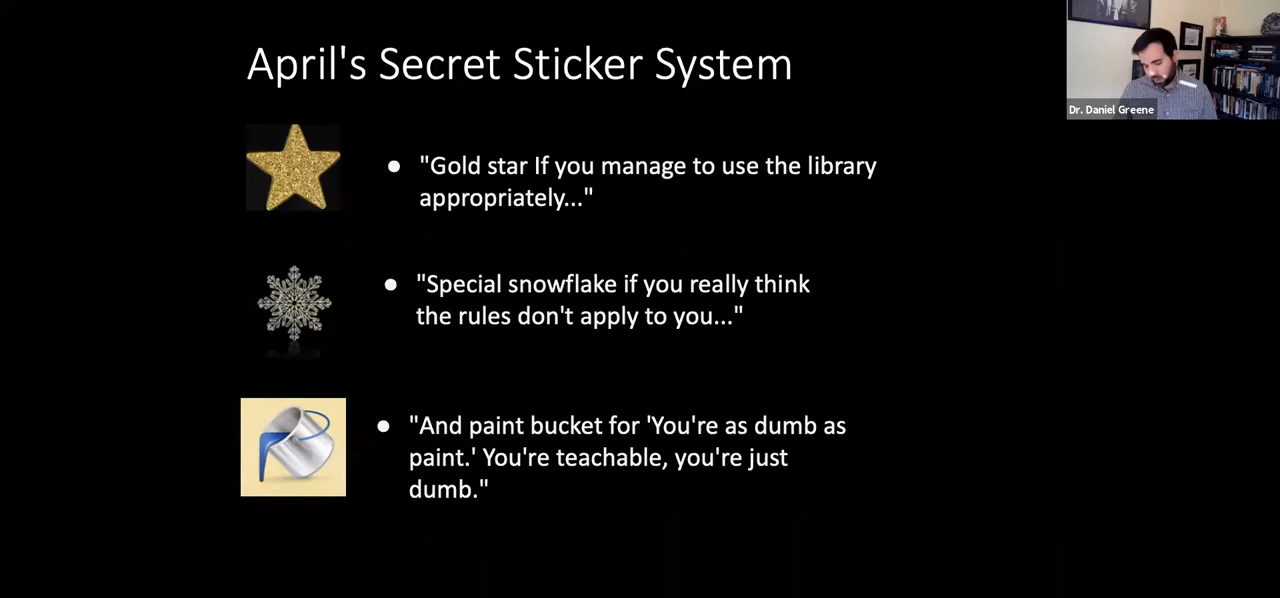 April's Secret Sticker System
Dr. Daniel Greene
● "Gold star If you manage to use the library
appropriately..."
● "Special snowflake if you really think
the rules don't apply to you..."
● "And paint bucket for 'You're as dumb as
paint.' You're teachable, you're just
dumb."